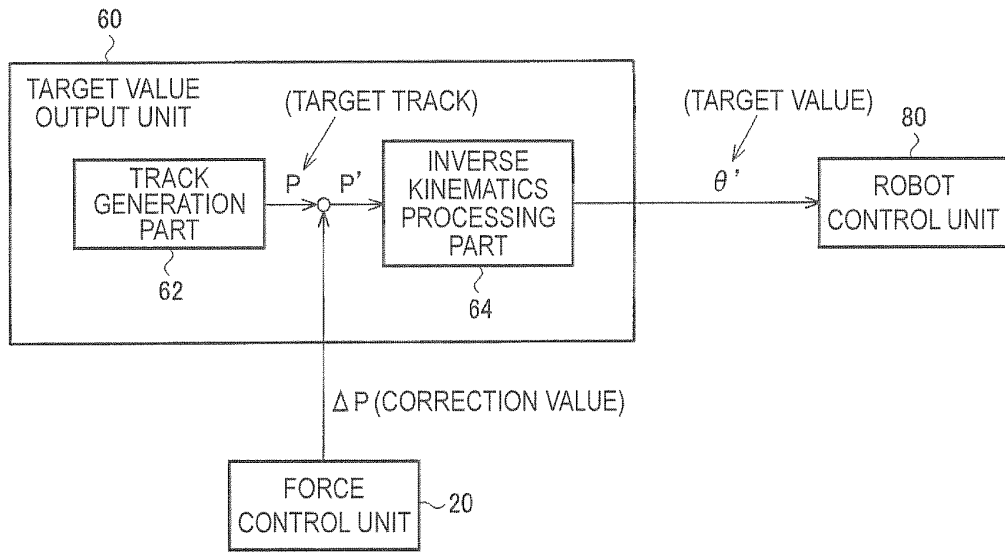 60
TARGET VALUE
OUTPUT UNIT
(TARGET TRACK)
(TARGET VALUE)
80
TRACK
GENERATION
PART
P
P'
INVERSE
KINEMATICS
PROCESSING
PART
θ'
ROBOT
CONTROL UNIT
62
64
ΔP (CORRECTION VALUE)
FORCE
CONTROL UNIT
20